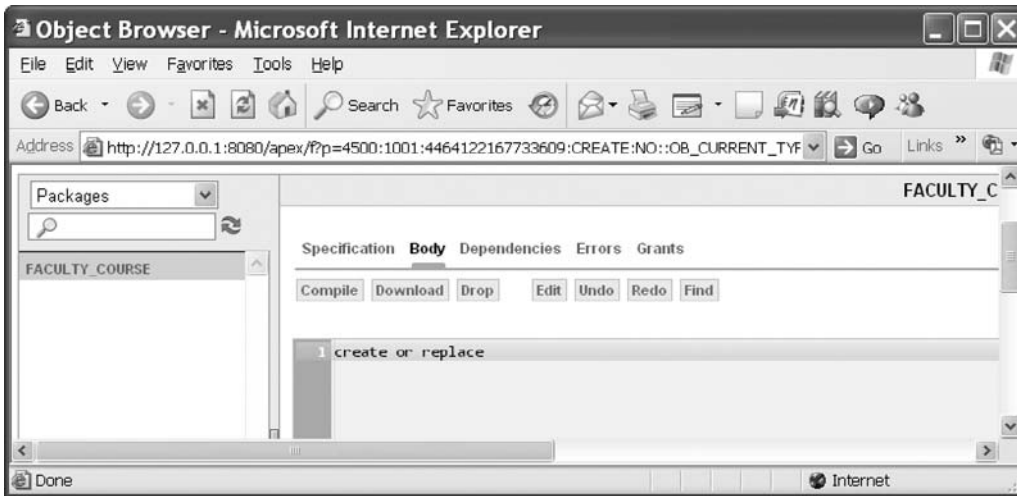 Object Browser - Microsoft Internet Explorer
File Edit View Favorites Tools Help
Back Search Favorites
Address http://127.0.0.1:8080/apex/f?p=4500:1001:4464122167733609:CREATE:NO::OB_CURRENT_TYF Go Links »
Packages
FACULTY_C
Specification Body Dependencies Errors Grants
FACULTY_COURSE
Compile Download Drop Edit Undo Redo Find
1 create or replace
Done Internet